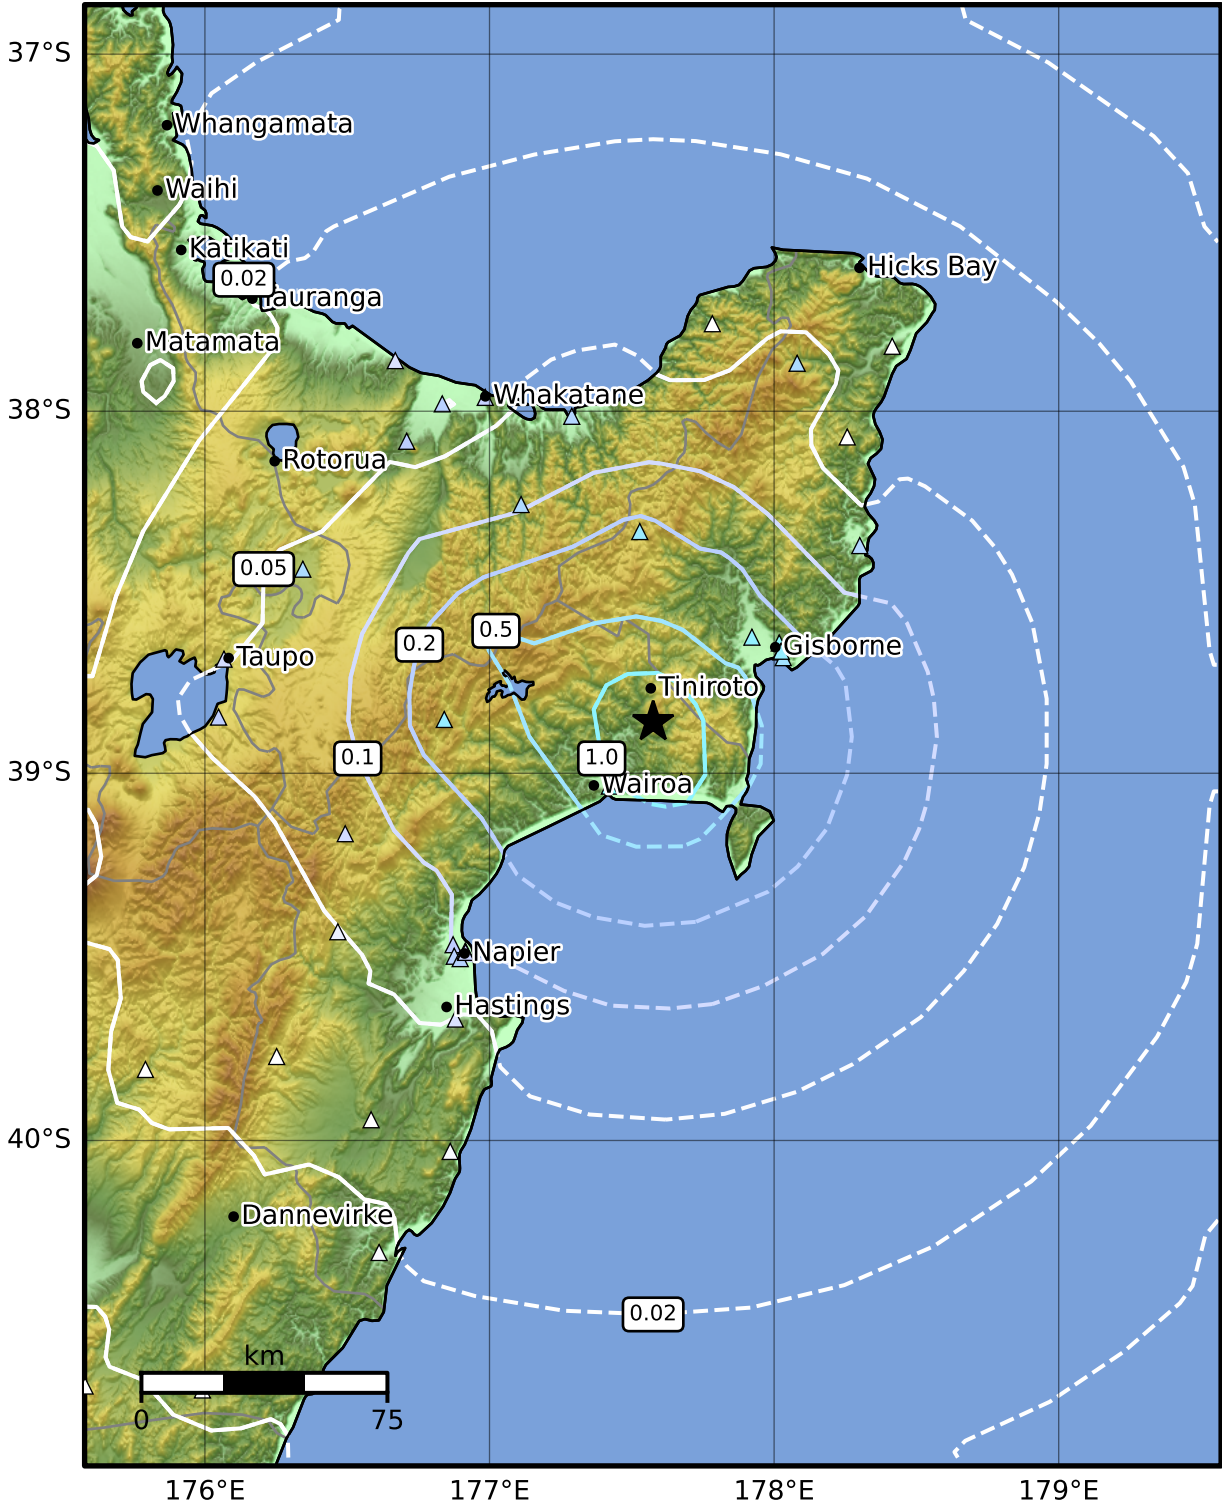 37°S
Whangamata
Waihi
Katikati
0.02
Tauranga
Hicks Bay
Matamata
Whakatane
38°S
Rotorua
0.05
0.5
0.2
Gisborne
Taupo
Tiniroto
0.1
1.0
39°S
Wairoa
Napier
Hastings
40°S
Dannevirke
0.02
km
0
75
176°E
177°E
178°E
179°E